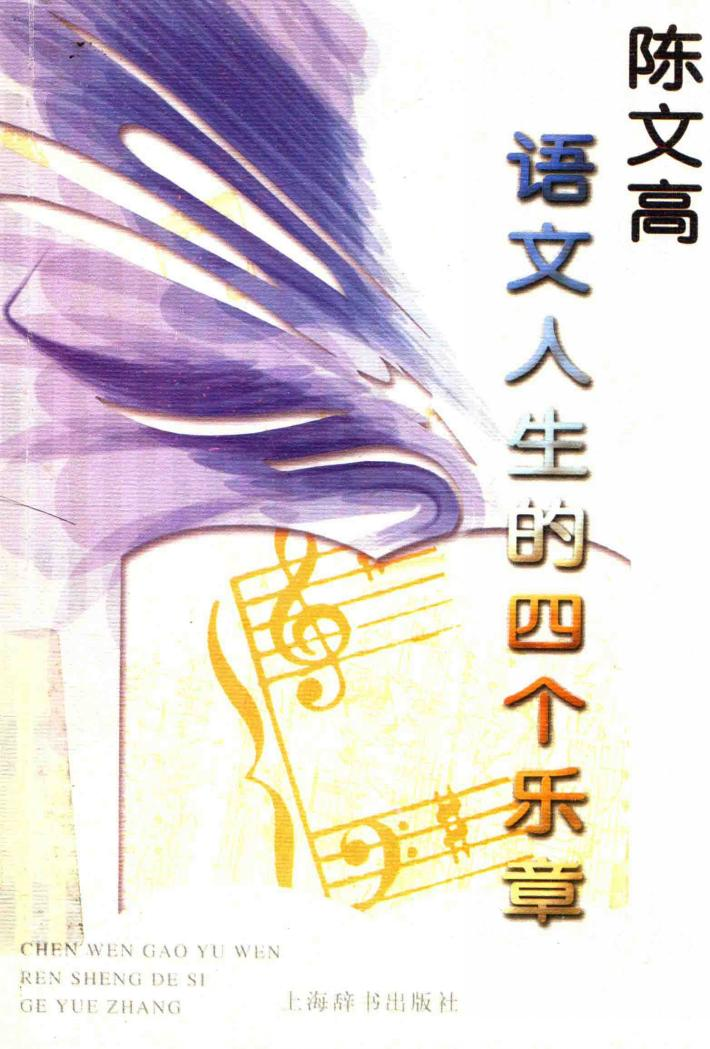 陈文高
语文人生的四个乐章
CHEN WEN GAO YU WEN
REN SHENG DE SI
GE YUE ZHANG
上海辞书出版社